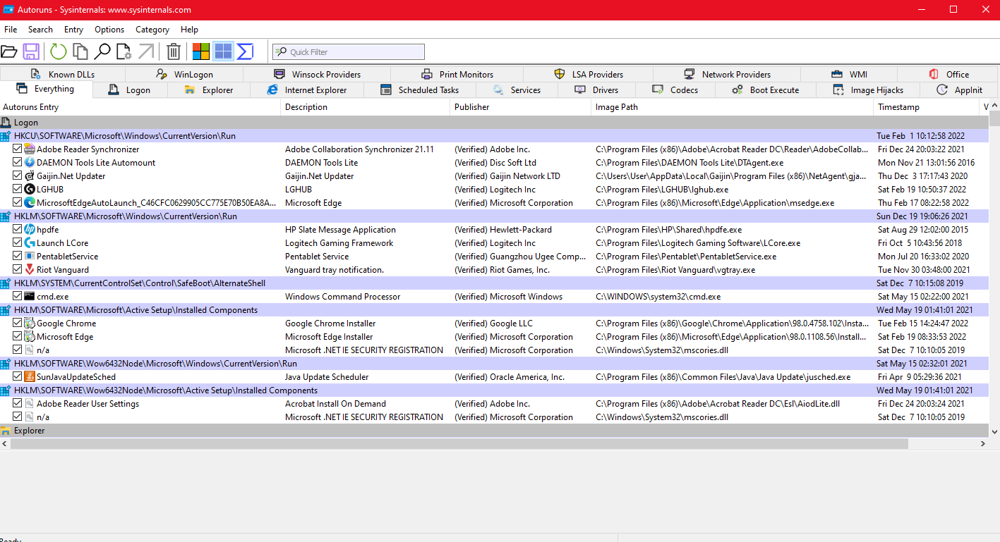 Autoruns - Sysinternals: www.sysinternals.com
File Search Entry Options Category Help
Quick Filter
Known DLLs WinLogon Winsock Providers Print Monitors LSA Providers Network Providers WMI Office
Everything Logon Explorer Internet Explorer Scheduled Tasks Services Drivers Codecs Boot Execute Image Hijacks AppInit
Autoruns Entry Description Publisher Image Path Timestamp V
Logon
HKCU\SOFTWARE\Microsoft\Windows\CurrentVersion\Run Tue Feb 1 10:12:58 2022
Adobe Reader Synchronizer Adobe Collaboration Synchronizer 21.11 (Verified) Adobe Inc. C:\Program Files (x86)\Adobe\Acrobat Reader DC\Reader\AdobeCollab... Fri Dec 24 20:03:22 2021
DAEMON Tools Lite Automount DAEMON Tools Lite (Verified) Disc Soft Ltd C:\Program Files\DAEMON Tools Lite\DTAgent.exe Mon Nov 21 13:01:56 2016
Gaijin.Net Updater Gaijin.Net Updater (Verified) Gaijin Network LTD C:\Users\User\AppData\Local\Gaijin\Program Files (x86)\NetAgent\gja... Thu Dec 3 17:17:43 2020
LGHUB LGHUB (Verified) Logitech Inc C:\Program Files\LGHUB\lghub.exe Sat Feb 19 10:50:37 2022
MicrosoftEdgeAutoLaunch_C46CFC0629905CC775E70B50EA8A... Microsoft Edge (Verified) Microsoft Corporation C:\Program Files (x86)\Microsoft\Edge\Application\msedge.exe Thu Feb 17 08:22:58 2022
HKLM\SOFTWARE\Microsoft\Windows\CurrentVersion\Run Sun Dec 19 19:06:26 2021
hpdfe HP Slate Message Application (Verified) Hewlett-Packard C:\Program Files\HP\Shared\hpdfe.exe Sat Aug 29 12:02:00 2015
Launch LCore Logitech Gaming Framework (Verified) Logitech Inc C:\Program Files\Logitech Gaming Software\LCore.exe Fri Oct 5 10:43:56 2018
PentabletService Pentablet Service (Verified) Guangzhou Ugee Comp... C:\Program Files\Pentablet\PentabletService.exe Mon Jul 20 16:33:02 2020
Riot Vanguard Vanguard tray notification. (Verified) Riot Games, Inc. C:\Program Files\Riot Vanguard\vgtray.exe Tue Nov 30 03:48:00 2021
HKLM\SYSTEM\CurrentControlSet\Control\SafeBoot\AlternateShell Sat Dec 7 10:15:08 2019
cmd.exe Windows Command Processor (Verified) Microsoft Windows C:\WINDOWS\system32\cmd.exe Sat May 15 02:22:00 2021
HKLM\SOFTWARE\Microsoft\Active Setup\Installed Components Wed May 19 01:41:01 2021
Google Chrome Google Chrome Installer (Verified) Google LLC C:\Program Files (x86)\Google\Chrome\Application\98.0.4758.102\Insta... Tue Feb 15 14:24:47 2022
Microsoft Edge Microsoft Edge Installer (Verified) Microsoft Corporation C:\Program Files (x86)\Microsoft\Edge\Application\98.0.1108.56\Install... Sat Feb 19 08:33:53 2022
n/a Microsoft .NET IE SECURITY REGISTRATION (Verified) Microsoft Corporation C:\Windows\System32\mscories.dll Sat Dec 7 10:10:05 2019
HKLM\SOFTWARE\Wow6432Node\Microsoft\Windows\CurrentVersion\Run Sat May 15 02:32:01 2021
SunJavaUpdateSched Java Update Scheduler (Verified) Oracle America, Inc. C:\Program Files (x86)\Common Files\Java\Java Update\jusched.exe Fri Apr 9 05:29:36 2021
HKLM\SOFTWARE\Wow6432Node\Microsoft\Active Setup\Installed Components Wed May 19 01:41:01 2021
Adobe Reader User Settings Acrobat Install On Demand (Verified) Adobe Inc. C:\Program Files (x86)\Adobe\Acrobat Reader DC\Esl\AiodLite.dll Fri Dec 24 20:03:24 2021
n/a Microsoft .NET IE SECURITY REGISTRATION (Verified) Microsoft Corporation C:\Windows\System32\mscories.dll Sat Dec 7 10:10:05 2019
Explorer
Ready